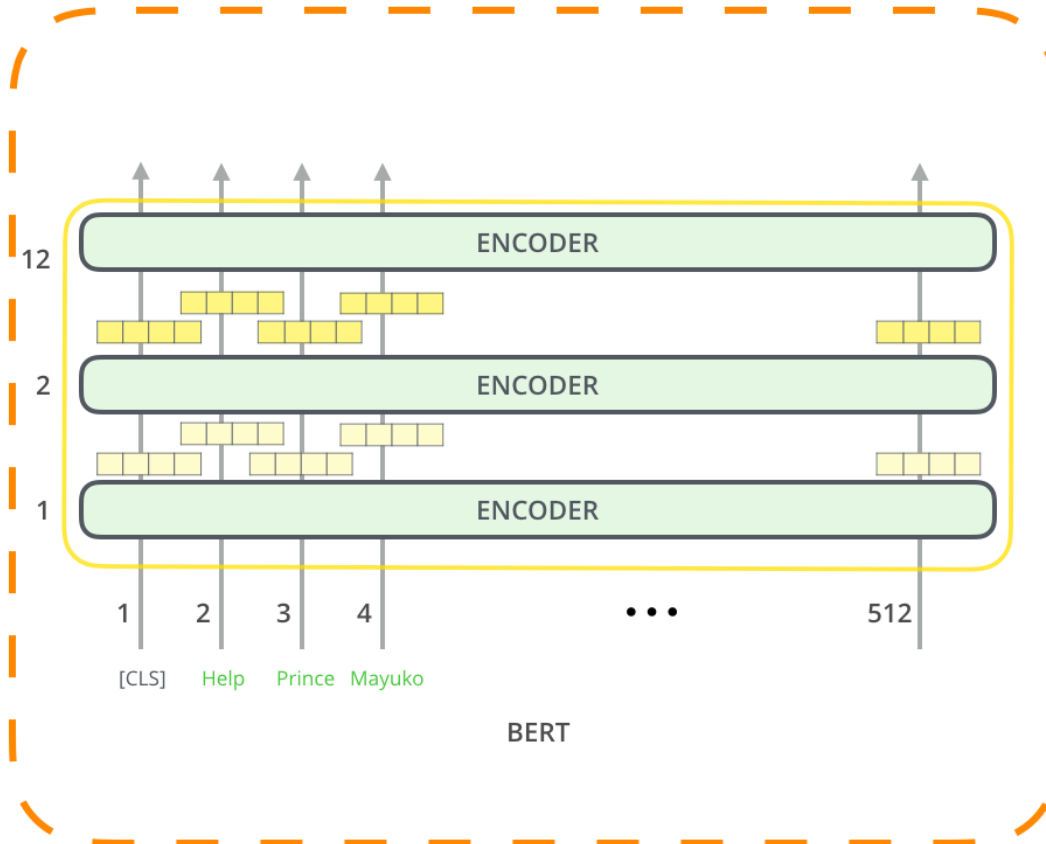 12 ENCODER
2 ENCODER
1 ENCODER
1 2 3 4 ••• 512
[CLS] Help Prince Mayuko
BERT